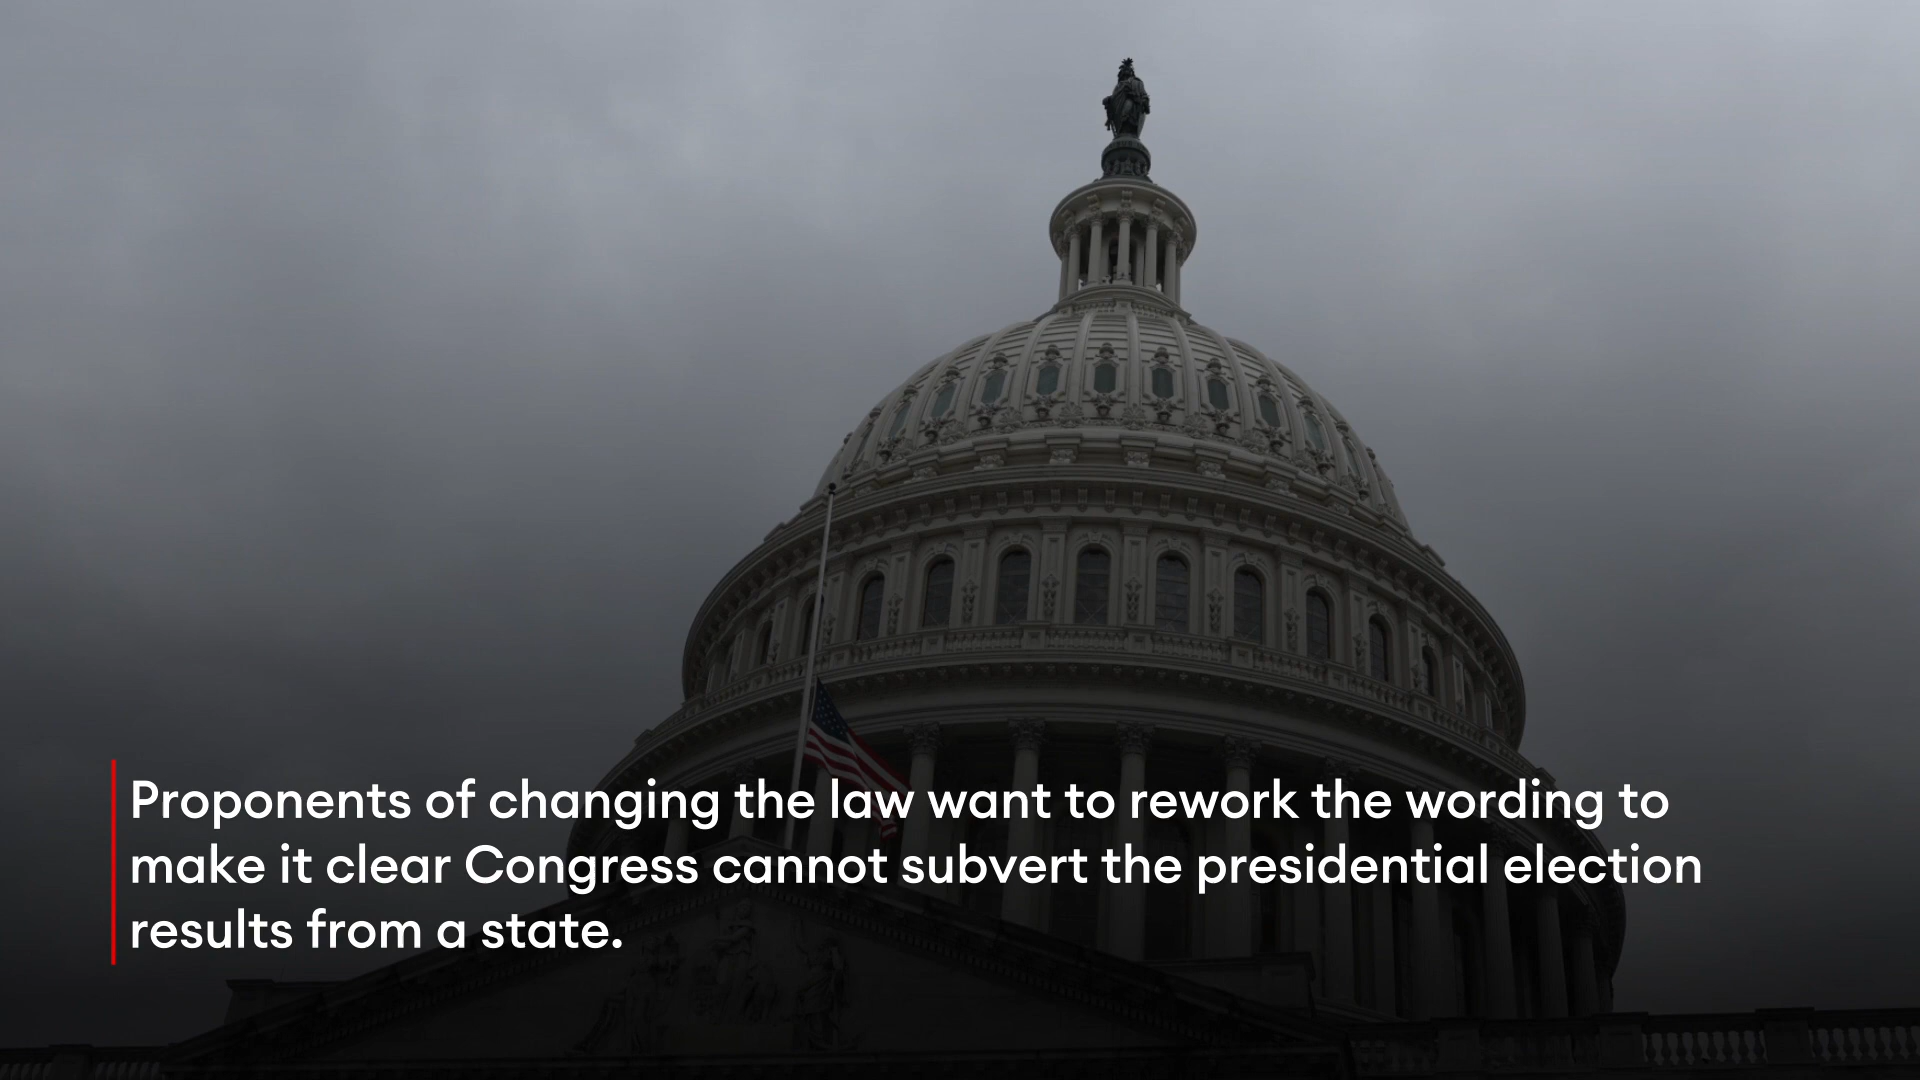 Proponents of changing the law want to rework the wording to
make it clear Congress cannot subvert the presidential election
results from a state.